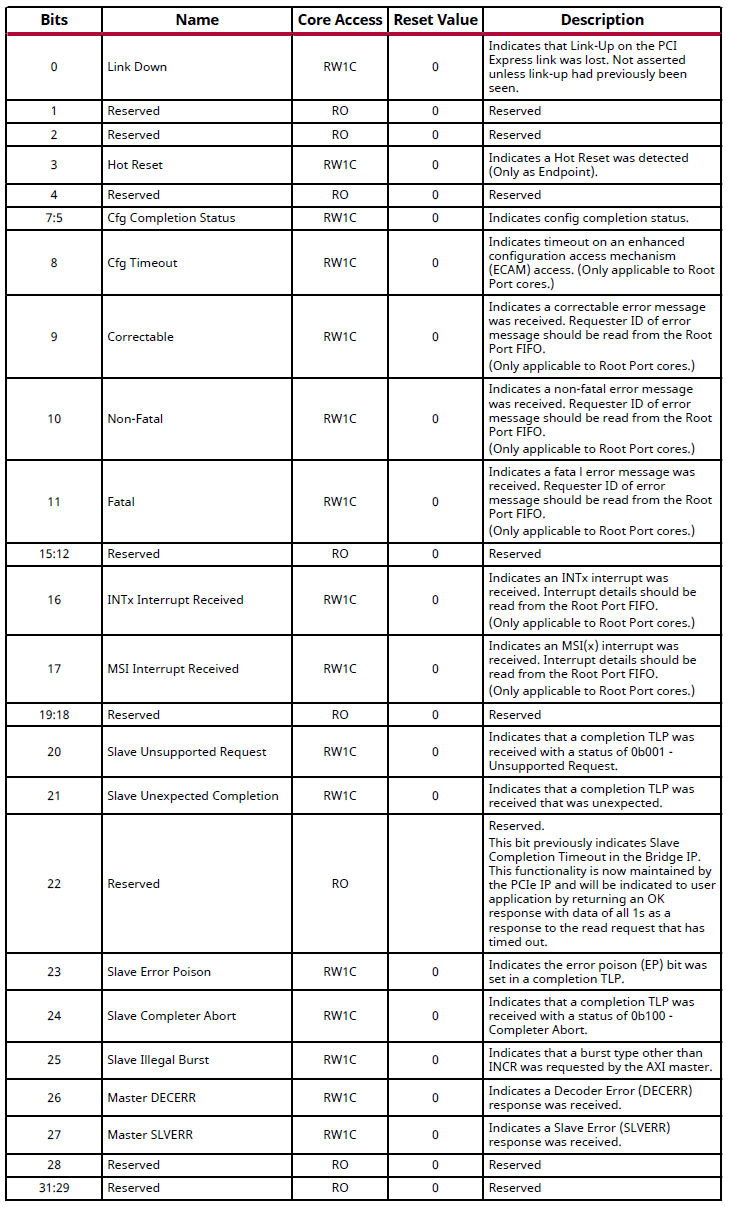 Bits Name Core Access Reset Value Description
0 Link Down RW1C 0 Indicates that Link-Up on the PCI
Express link was lost. Not asserted
unless link-up had previously been
seen.
1 Reserved RO 0 Reserved
2 Reserved RO 0 Reserved
3 Hot Reset RW1C 0 Indicates a Hot Reset was detected
(Only as Endpoint).
4 Reserved RO 0 Reserved
7:5 Cfg Completion Status RW1C 0 Indicates config completion status.
8 Cfg Timeout RW1C 0 Indicates timeout on an enhanced
configuration access mechanism
(ECAM) access. (Only applicable to Root
Port cores.)
9 Correctable RW1C 0 Indicates a correctable error message
was received. Requester ID of error
message should be read from the Root
Port FIFO.
(Only applicable to Root Port cores.)
10 Non-Fatal RW1C 0 Indicates a non-fatal error message
was received. Requester ID of error
message should be read from the Root
Port FIFO.
(Only applicable to Root Port cores.)
11 Fatal RW1C 0 Indicates a fata l error message was
received. Requester ID of error
message should be read from the Root
Port FIFO.
(Only applicable to Root Port cores.)
15:12 Reserved RO 0 Reserved
16 INTx Interrupt Received RW1C 0 Indicates an INTx interrupt was
received. Interrupt details should be
read from the Root Port FIFO.
(Only applicable to Root Port cores.)
17 MSI Interrupt Received RW1C 0 Indicates an MSI(x) interrupt was
received. Interrupt details should be
read from the Root Port FIFO.
(Only applicable to Root Port cores.)
19:18 Reserved RO 0 Reserved
20 Slave Unsupported Request RW1C 0 Indicates that a completion TLP was
received with a status of 0b001 -
Unsupported Request.
21 Slave Unexpected Completion RW1C 0 Indicates that a completion TLP was
received that was unexpected.
22 Reserved RO Reserved.
This bit previously indicates Slave
Completion Timeout in the Bridge IP.
This functionality is now maintained by
the PCIe IP and will be indicated to user
application by returning an OK
response with data of all 1s as a
response to the read request that has
timed out.
23 Slave Error Poison RW1C 0 Indicates the error poison (EP) bit was
set in a completion TLP.
24 Slave Completer Abort RW1C 0 Indicates that a completion TLP was
received with a status of 0b100 -
Completer Abort.
25 Slave Illegal Burst RW1C 0 Indicates that a burst type other than
INCR was requested by the AXI master.
26 Master DECERR RW1C 0 Indicates a Decoder Error (DECERR)
response was received.
27 Master SLVERR RW1C 0 Indicates a Slave Error (SLVERR)
response was received.
28 Reserved RO 0 Reserved
31:29 Reserved RO 0 Reserved